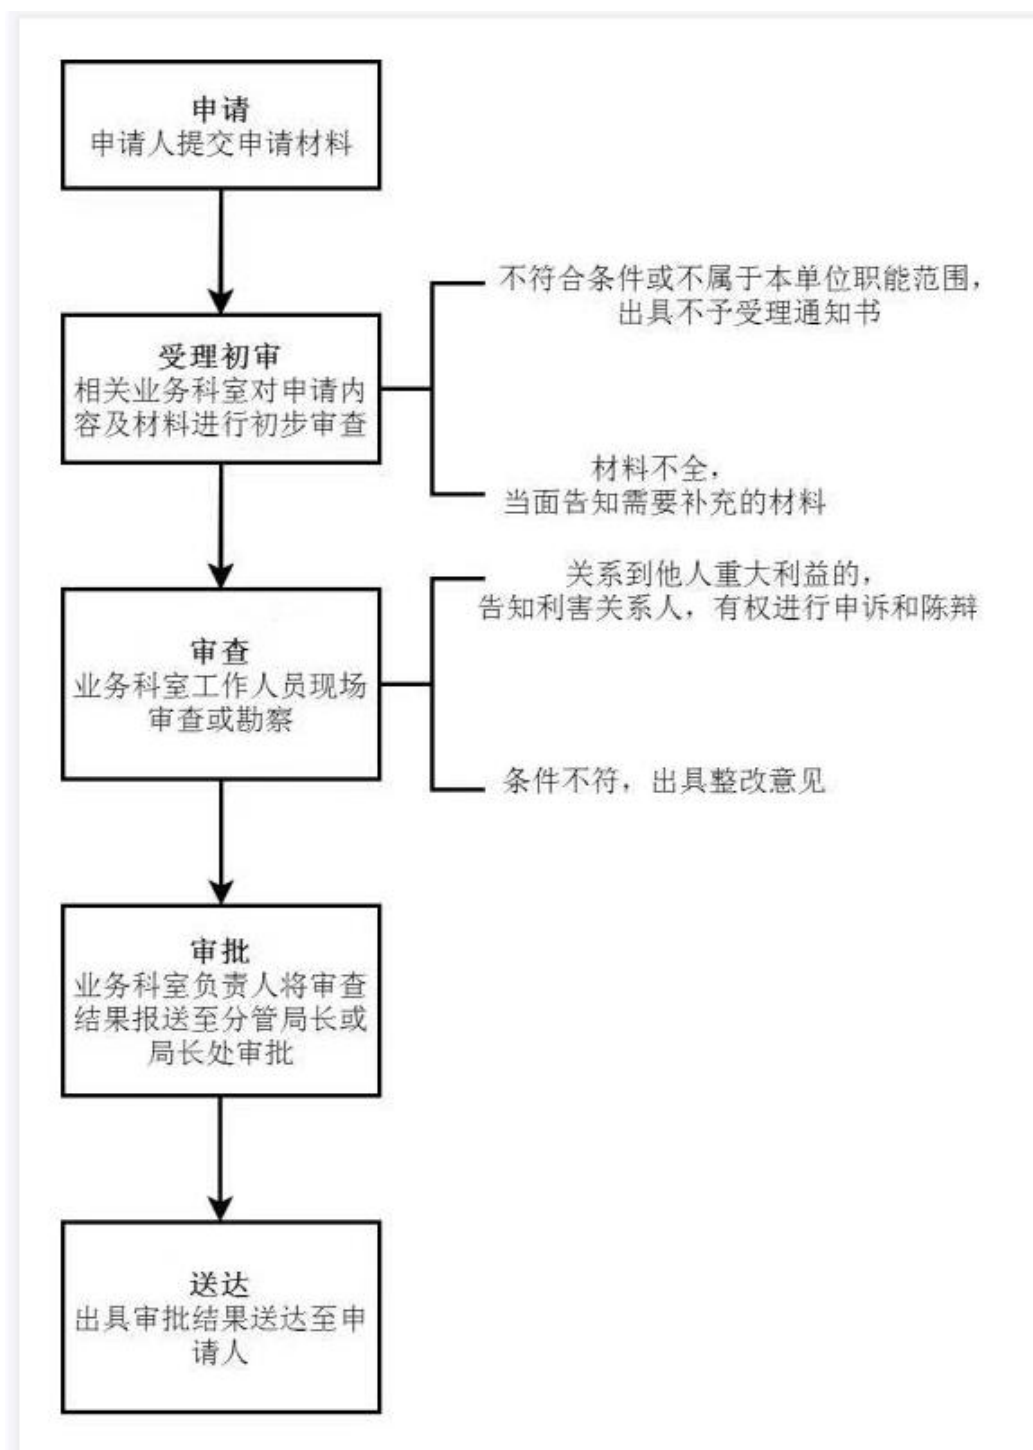 申请
申请人提交申请材料
不符合条件或不属于本单位职能范围，
出具不予受理通知书
受理初审
相关业务科室对申请内
容及材料进行初步审查
材料不全，
当面告知需要补充的材料
关系到他人重大利益的，
告知利害关系人，有权进行申诉和陈辩
审查
业务科室工作人员现场
审查或勘察
条件不符，出具整改意见
审批
业务科室负责人将审查
结果报送至分管局长或
局长处审批
送达
出具审批结果送达至申
请人